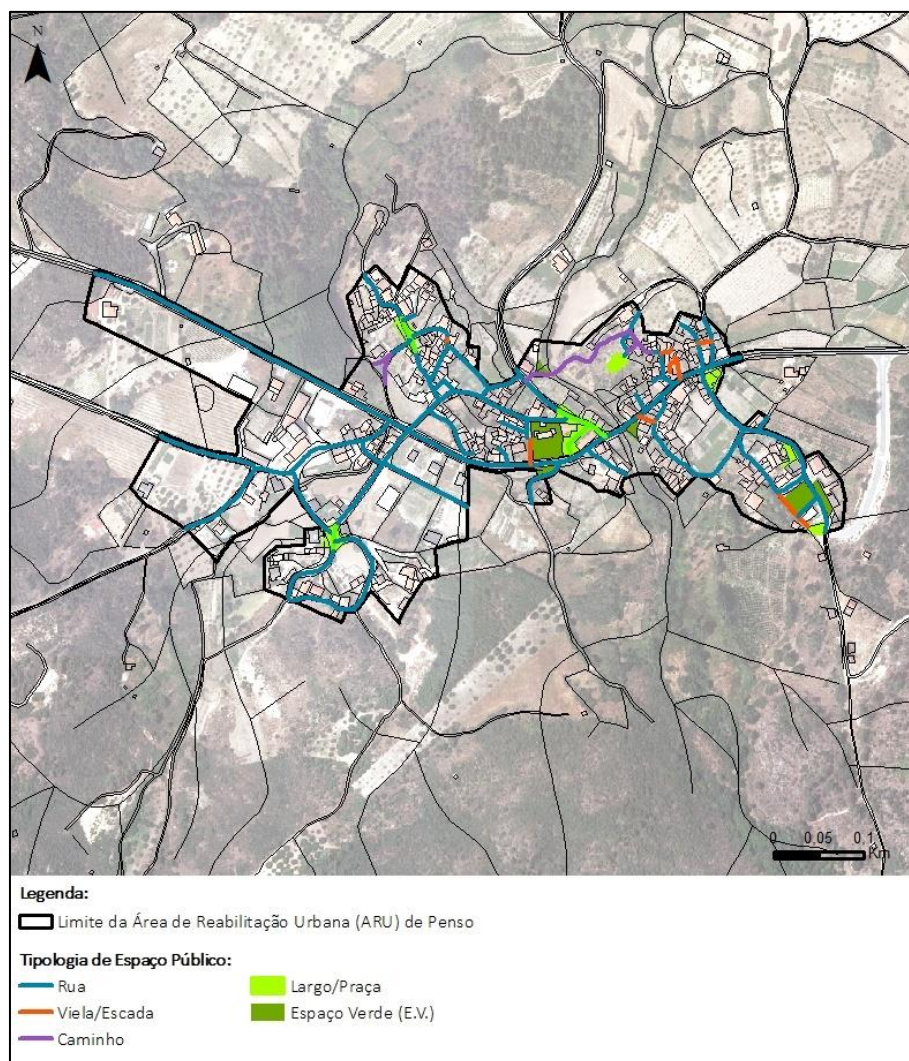 N
0 0,05 0,1
Km
Legenda:
Limite da Área de Reabilitação Urbana (ARU) de Penso
Tipologia de Espaço Público:
Rua
Largo/Praça
Viela/Escada
Espaço Verde (E.V.)
Caminho